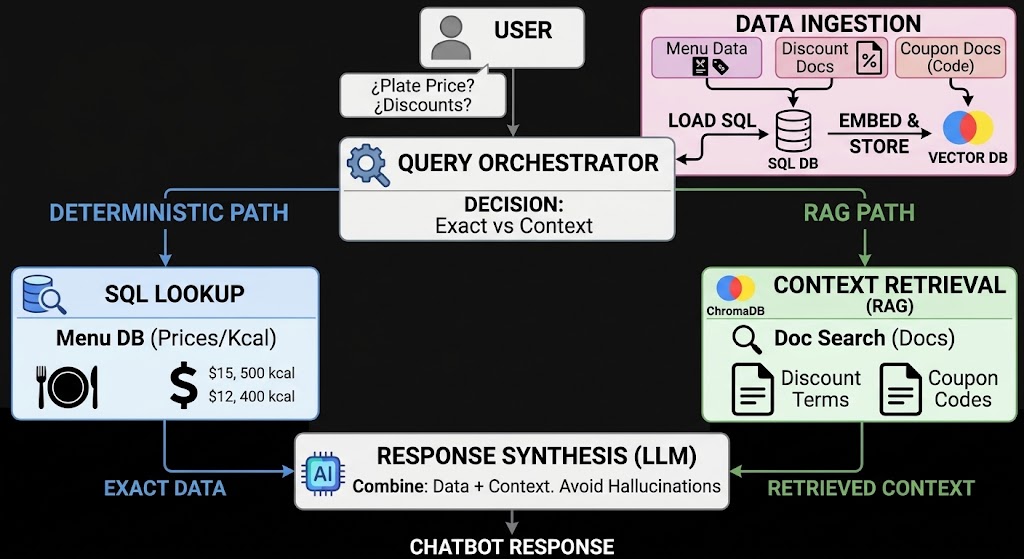 USER
¿Plate Price?
¿Discounts?
DATA INGESTION
Menu Data
Discount
Docs
%
Coupon Docs
(Code)
LOAD SQL
SQL DB
EMBED &
STORE
VECTOR DB
QUERY ORCHESTRATOR
DECISION:
Exact vs Context
DETERMINISTIC PATH
RAG PATH
SQL LOOKUP
Menu DB (Prices/Kcal)
$
$15, 500 kcal
$12, 400 kcal
ChromaDB
CONTEXT RETRIEVAL
(RAG)
Doc Search (Docs)
Discount
Terms
Coupon
Codes
EXACT DATA
RETRIEVED CONTEXT
AI
RESPONSE SYNTHESIS (LLM)
Combine: Data + Context. Avoid Hallucinations
CHATBOT RESPONSE